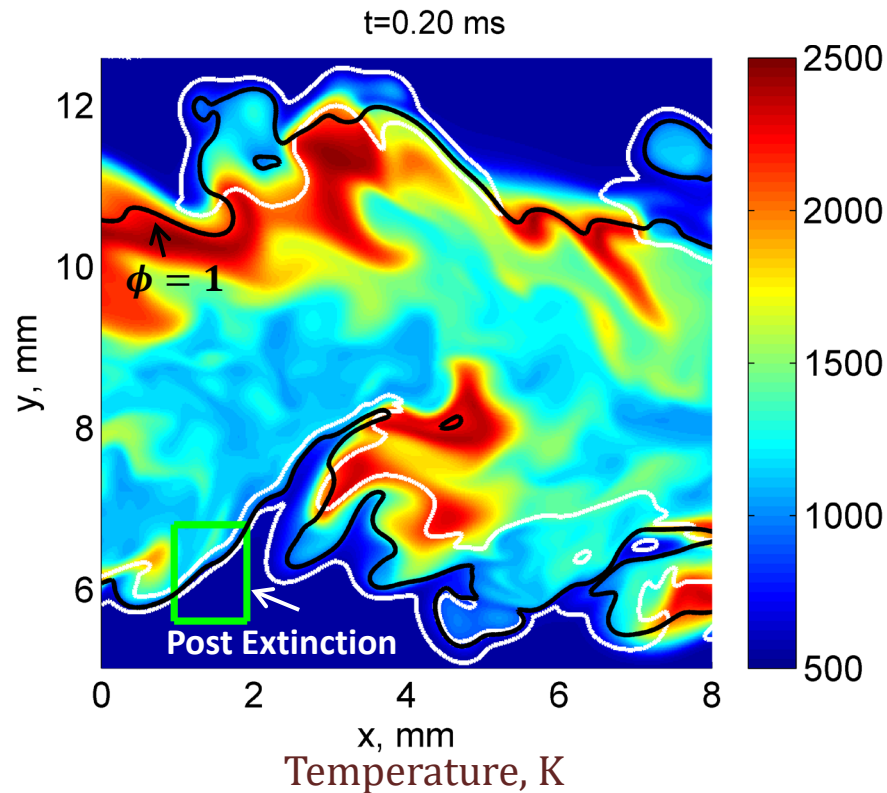 t=0.20 ms
12
10
8
6
y, mm
ϕ = 1
Post Extinction
0
2
4
6
8
x, mm
2500
2000
1500
1000
500
Temperature, K